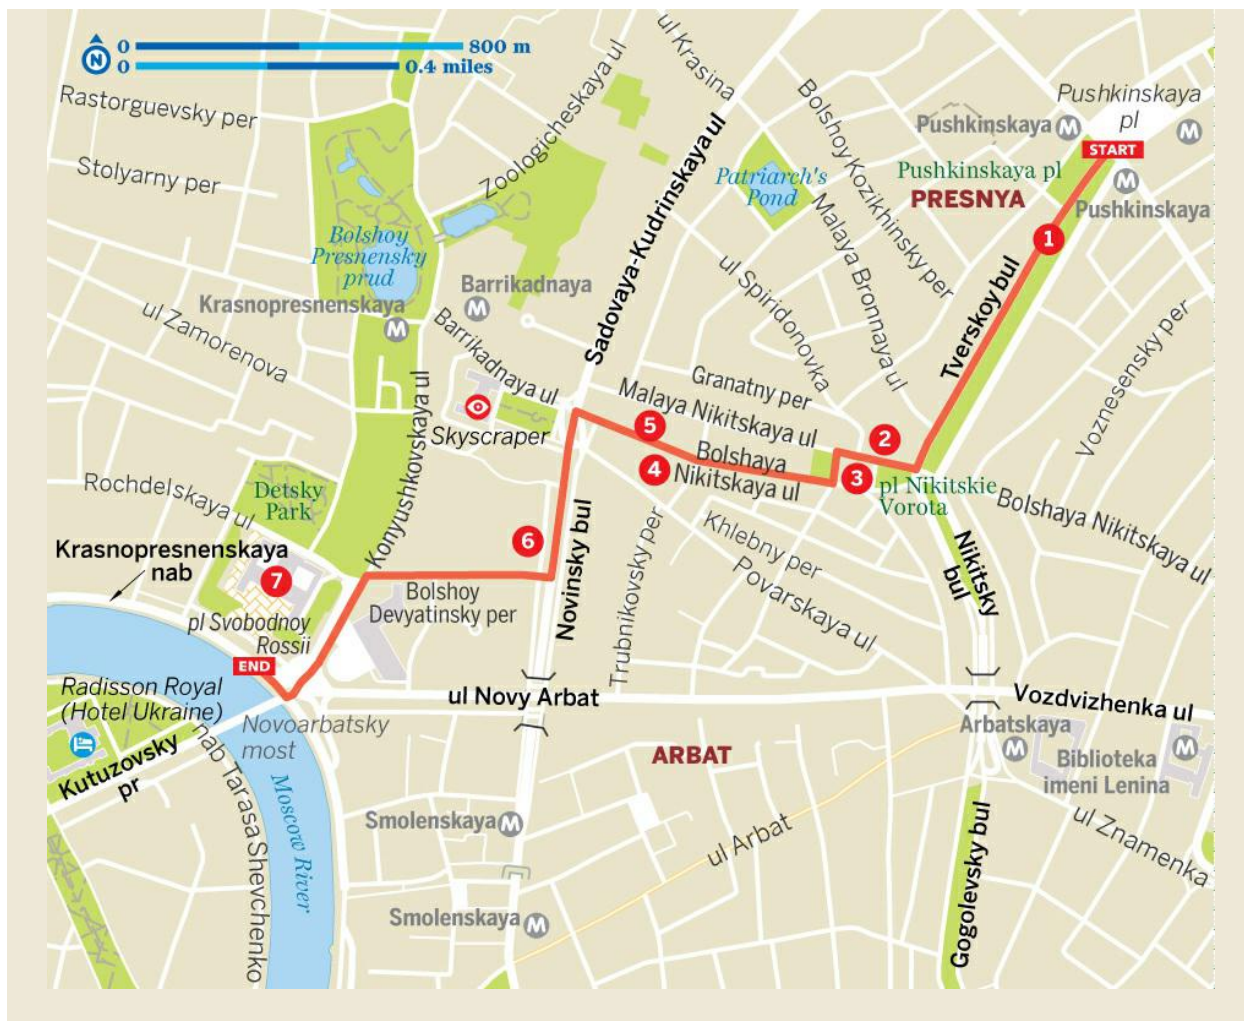 0 800 m
N
0 0.4 miles
Rastorguevsky per
Stolyarny per
Zoologicheskaya ul
ul Krasina
Bolshoy Kozikhinsky per
Pushkinskaya
pl
Pushkinskaya M
M
START
Pushkinskaya pl
PRESNYA
M
Pushkinskaya
Patriarch's
Pond
Malaya Bronnaya ul
1
Sadovaya-Kudrinskaya ul
Bolshoy
Presnensky
prud
Krasnopresnenskaya
M
Barrikadnaya
M
ul Spiridonovka
Tverskoy bul
Voznesensky per
ul Zamorenova
Barrikadnaya ul
Granatny per
Malaya Nikitskaya ul
Skyscraper
5
2
Bolshaya
Nikitskaya ul
4
3
pl Nikitskie
Vorota
Bolshaya Nikitskaya ul
Konyushkovskaya ul
Rochdelskaya ul
Detsky
Park
Krasnopresnenskaya
nab
7
6
Novinsky bul
Trubnikovsky per
Khlebny per
Povarskaya ul
Nikitsky
bul
Bolshoy
Devyatinsky per
pl Svobodnoy
Rossii
END
Radisson Royal
(Hotel Ukraine)
ul Novy Arbat
Vozdvizhenka ul
Novoarbatsky
most
Kutuzovsky
pr
nab Tarasa Shevchenko
Moscow River
ARBAT
Arbatskaya
M
Biblioteka
imeni Lenina
M
Smolenskaya M
ul Arbat
ul Znamenka
Gogolevsky bul
Smolenskaya M